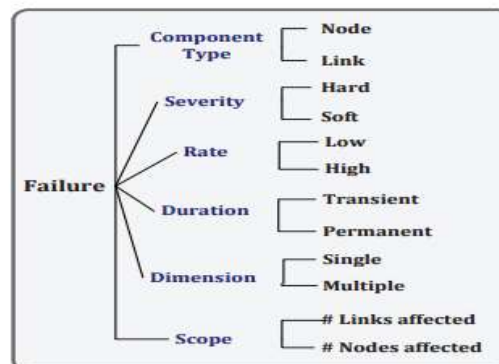 Failure
Component
Type
Node
Link
Severity
Hard
Soft
Rate
Low
High
Duration
Transient
Permanent
Dimension
Single
Multiple
Scope
# Links affected
# Nodes affected